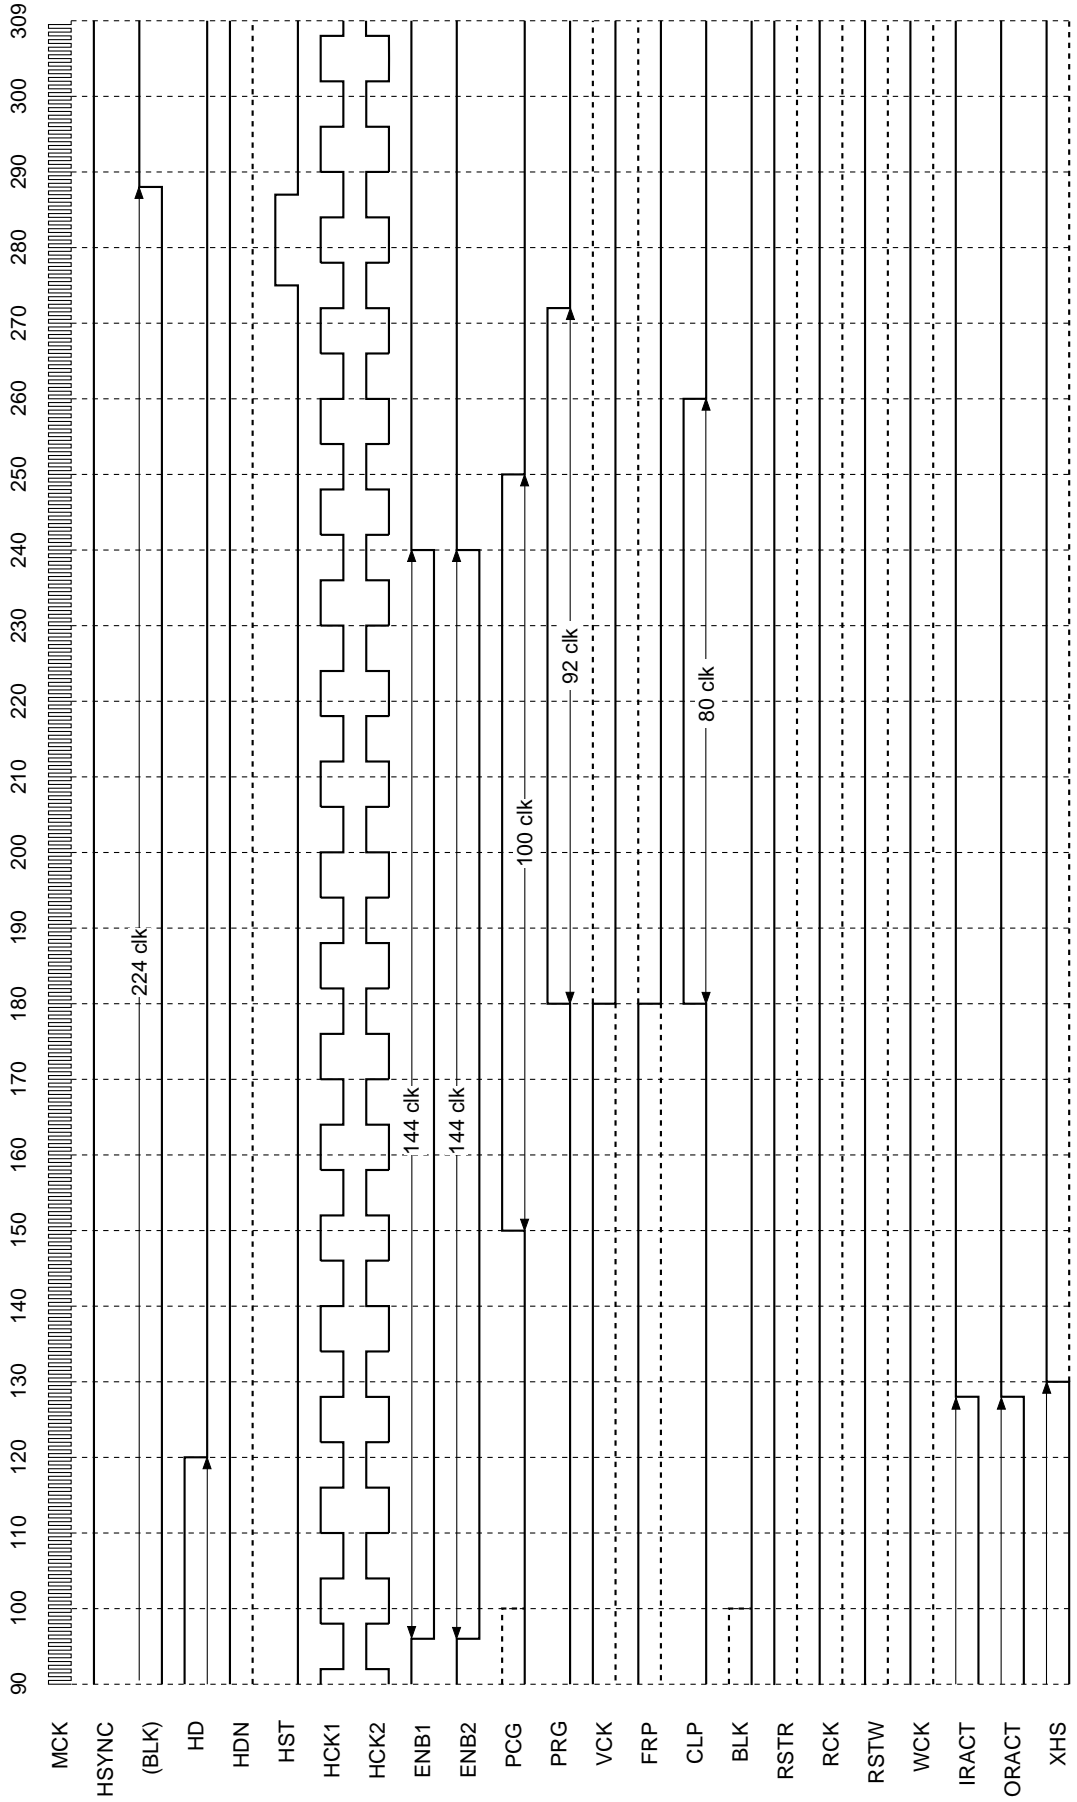 MCK
HSYNC
(BLK)
HD
HDN
HST
HCK1
HCK2
ENB1
ENB2
PCG
PRG
VCK
FRP
CLP
BLK
RSTR
RCK
RSTW
WCK
IRACT
ORACT
XHS
90 100 110 120 130 140 150 160 170 180 190 200 210 220 230 240 250 260 270 280 290 300 309
224 clk
144 clk
144 clk
100 clk
92 clk
80 clk